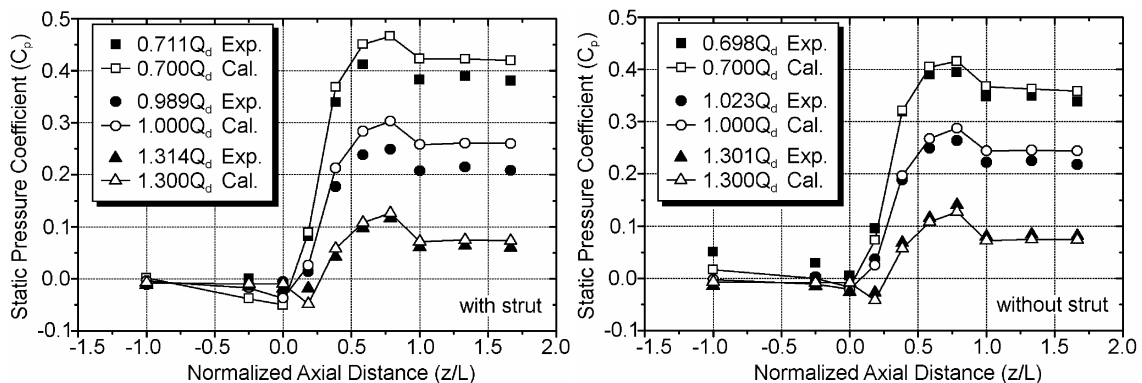 Static Pressure Coefficient (Cp)
0.5
0.4
0.3
0.2
0.1
0.0
-0.1
0.711Qd Exp.
0.700Qd Cal.
0.989Qd Exp.
1.000Qd Cal.
1.314Qd Exp.
1.300Qd Cal.
with strut
-1.5 -1.0 -0.5 0.0 0.5 1.0 1.5 2.0
Normalized Axial Distance (z/L)
Static Pressure Coefficient (Cp)
0.5
0.4
0.3
0.2
0.1
0.0
-0.1
0.698Qd Exp.
0.700Qd Cal.
1.023Qd Exp.
1.000Qd Cal.
1.301Qd Exp.
1.300Qd Cal.
without strut
-1.5 -1.0 -0.5 0.0 0.5 1.0 1.5 2.0
Normalized Axial Distance (z/L)